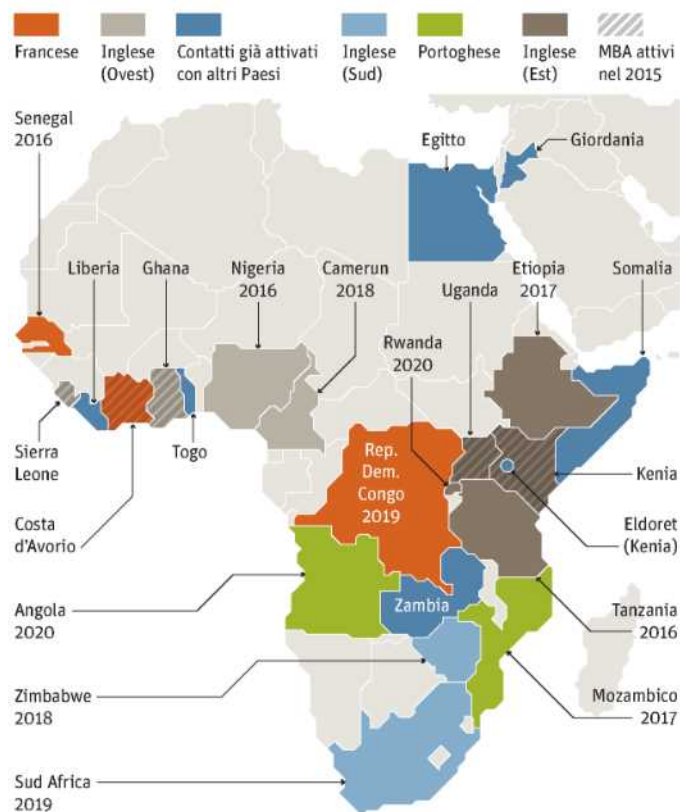 Francese
Inglese
(Ovest)
Contatti già attivati
con altri Paesi
Inglese
(Sud)
Portoghese
Inglese
(Est)
MBA attivi
nel 2015
Senegal
2016
Egitto
Giordania
Liberia
Ghana
Nigeria
2016
Camerun
2018
Uganda
Etiopia
2017
Somalia
Rwanda
2020
Sierra
Leone
Togo
Rep.
Dem.
Congo
2019
Kenia
Costa
d'Avorio
Eldoret
(Kenia)
Angola
2020
Zambia
Tanzania
2016
Zimbabwe
2018
Mozambico
2017
Sud Africa
2019